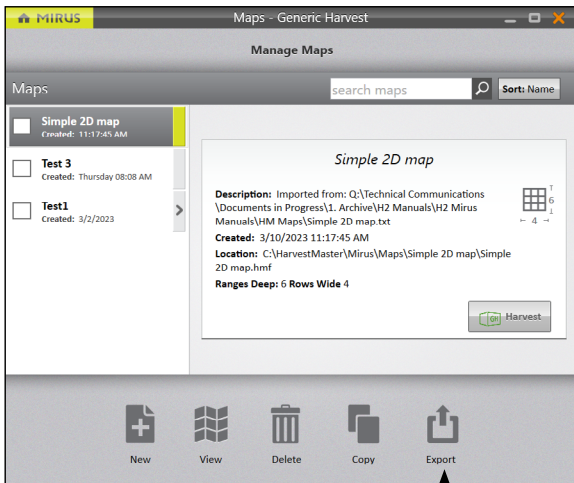 MIRUS
Maps - Generic Harvest
Manage Maps
Maps
search maps
Sort: Name
Simple 2D map
Created: 11:17:45 AM
Test 3
Created: Thursday 08:08 AM
Test1
Created: 3/2/2023
Simple 2D map
Description: Imported from: Q:\Technical Communications
\Documents in Progress\1. Archive\H2 Manuals\H2 Mirus
Manuals\HM Maps\Simple 2D map.txt
6
4
Created: 3/10/2023 11:17:45 AM
Location: C:\HarvestMaster\Mirus\Maps\Simple 2D map\Simple
2D map.hmf
Ranges Deep: 6 Rows Wide 4
GH
Harvest
New
View
Delete
Copy
Export